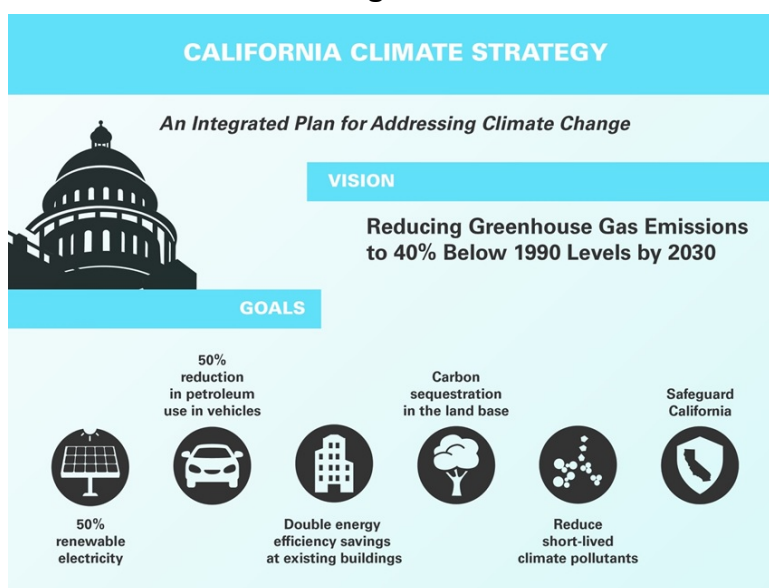 CALIFORNIA CLIMATE STRATEGY
An Integrated Plan for Addressing Climate Change
VISION
Reducing Greenhouse Gas Emissions
to 40% Below 1990 Levels by 2030
GOALS
50%
renewable
electricity
50%
reduction
in petroleum
use in vehicles
Double energy
efficiency savings
at existing buildings
Carbon
sequestration
in the land base
Reduce
short-lived
climate pollutants
Safeguard
California